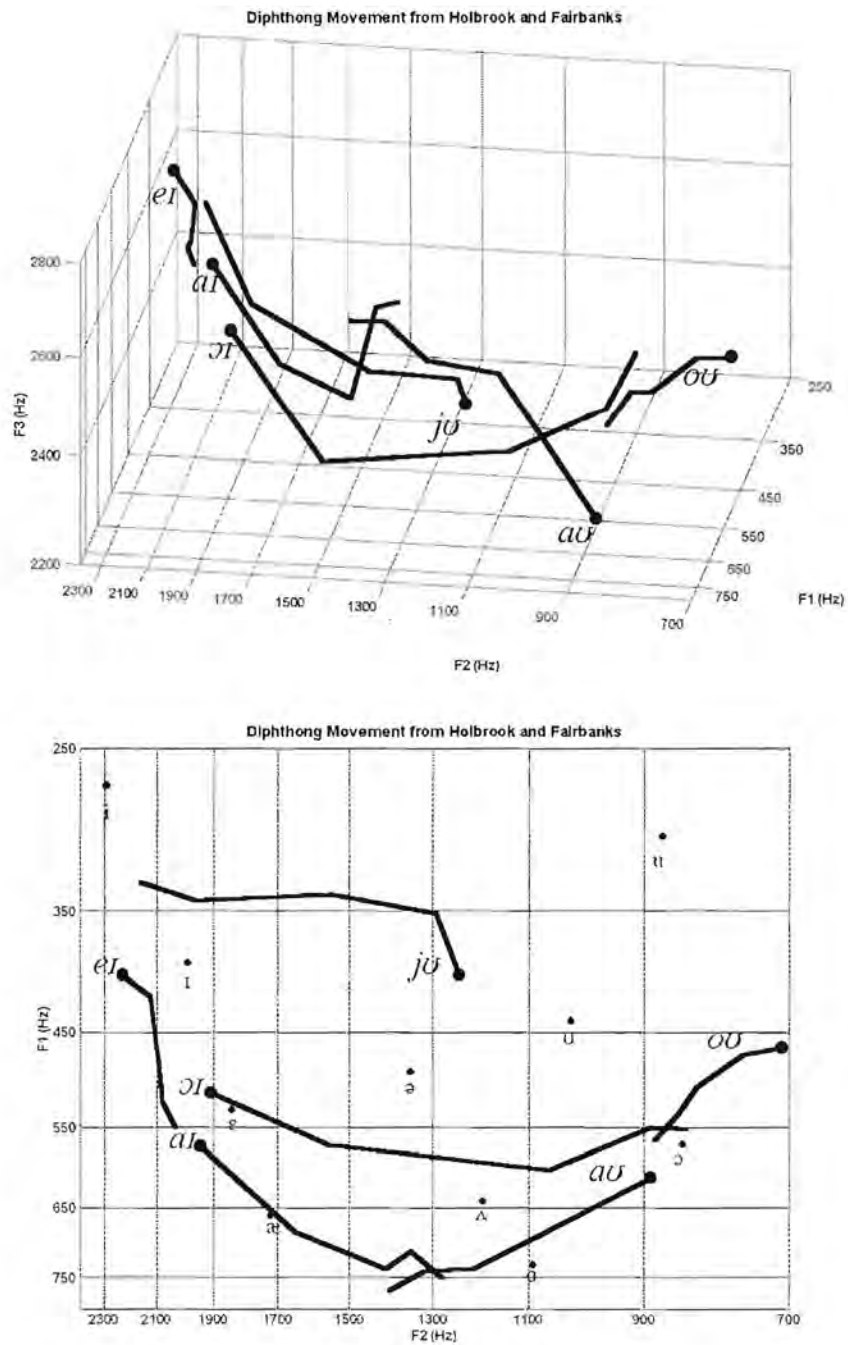 Diphthong Movement from Holbrook and Fairbanks
eɪ
aɪ
ɔɪ
jʊ
oʊ
aʊ
2800
2600
2400
2200
F3 (Hz)
250
350
450
550
650
750
F1 (Hz)
2300 2100 1900 1700 1500 1300 1100 900 700
F2 (Hz)
Diphthong Movement from Holbrook and Fairbanks
250
350
450
550
650
750
F1 (Hz)
i
u
eɪ
ɪ
jʊ
ʊ
oʊ
ɔɪ
ə
ɛ
aɪ
ɔ
aʊ
æ
ʌ
ɑ
2300 2100 1900 1700 1500 1300 1100 900 700
F2 (Hz)